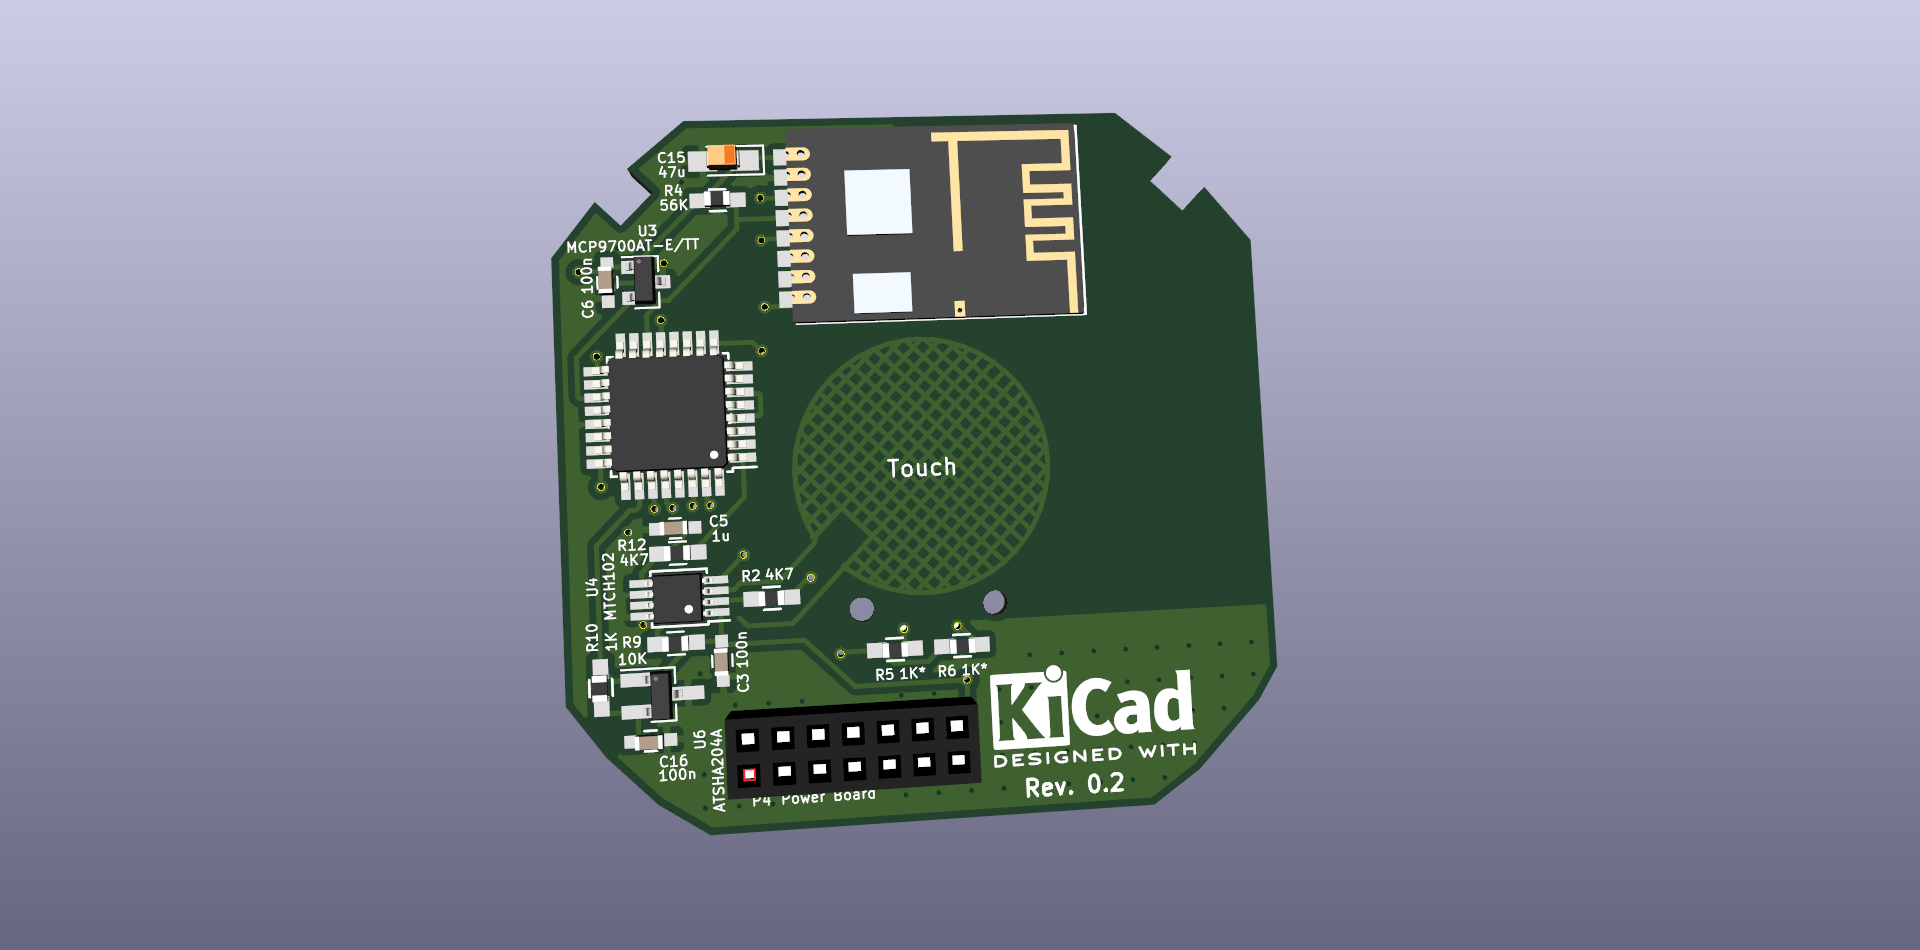 C15
47u
R4
56K
U3
MCP9700AT-E/TT
C6 100n
Touch
C5
1u
R12
4K7
U4
MTCH102
R2 4K7
R10
1K
R9
10K
C3 100n
R5 1K*
R6 1K*
KiCad
DESIGNED WITH
Rev. 0.2
U6
ATSHA204A
C16
100n
P4 Power Board